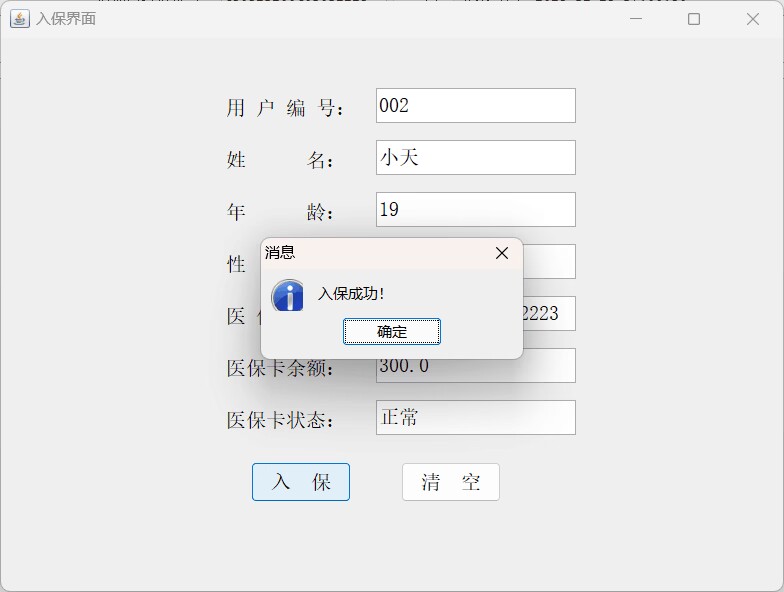 入保界面
用 户 编 号：
002
姓 名：
小天
年 龄：
19
消息
性
入保成功！
医
2223
确定
医保卡余额：
300.0
医保卡状态：
正常
入 保
清 空